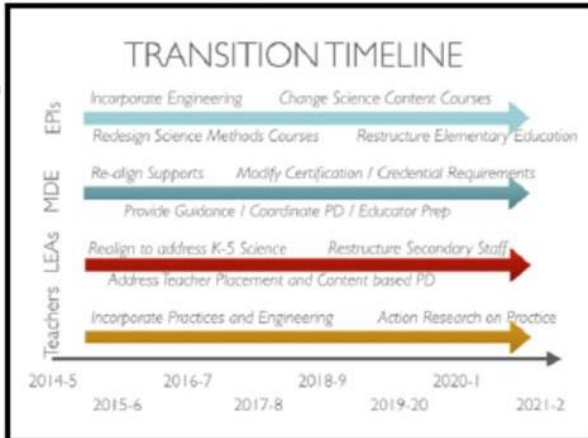 TRANSITION TIMELINE
EPIs
Incorporate Engineering Change Science Content Courses
Redesign Science Methods Courses Restructure Elementary Education
MDE
Re-align Supports Modify Certification / Credential Requirements
Provide Guidance / Coordinate PD / Educator Prep
LEAs
Realign to address K-5 Science Restructure Secondary Staff
Address Teacher Placement and Content based PD
Teachers
Incorporate Practices and Engineering Action Research on Practice
2014-5 2016-7 2018-9 2020-1
2015-6 2017-8 2019-20 2021-2